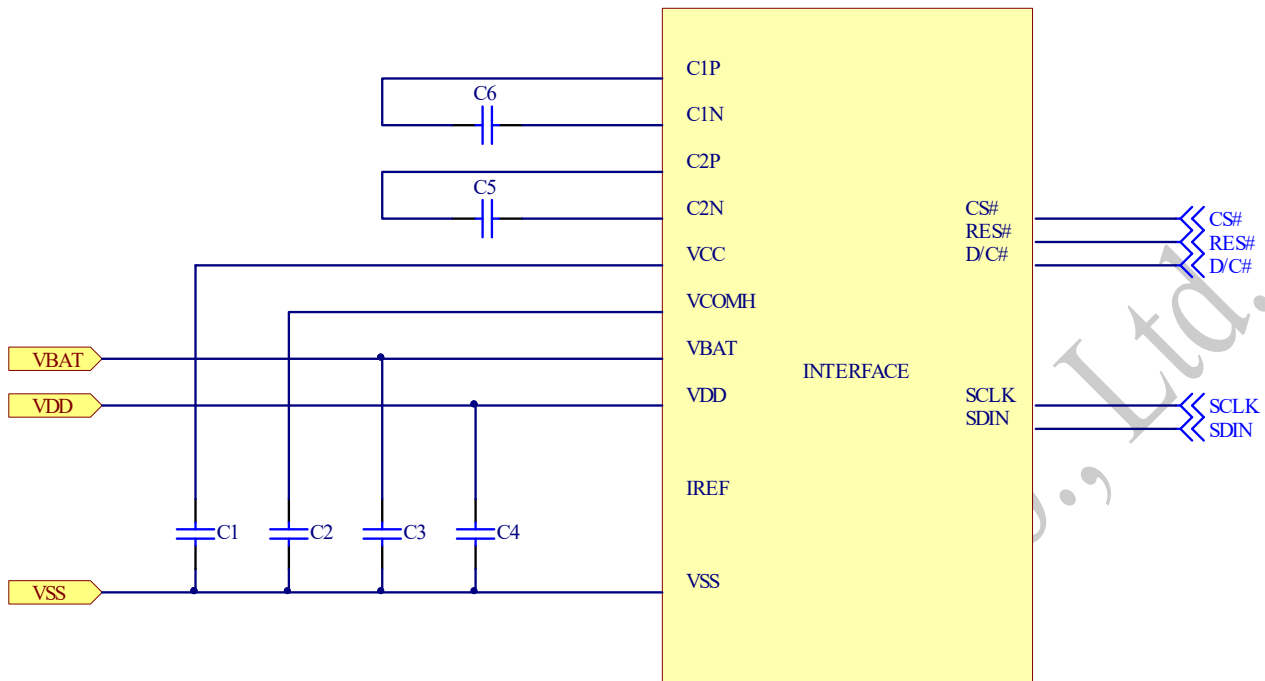 C1P
C6
C1N
C2P
C5
C2N
CS#
CS#
RES#
RES#
VCC
D/C#
D/C#
VCOMH
VBAT
VBAT
INTERFACE
VDD
VDD
SCLK
SCLK
SDIN
SDIN
IREF
C1
C2
C3
C4
VSS
VSS
., Ltd.